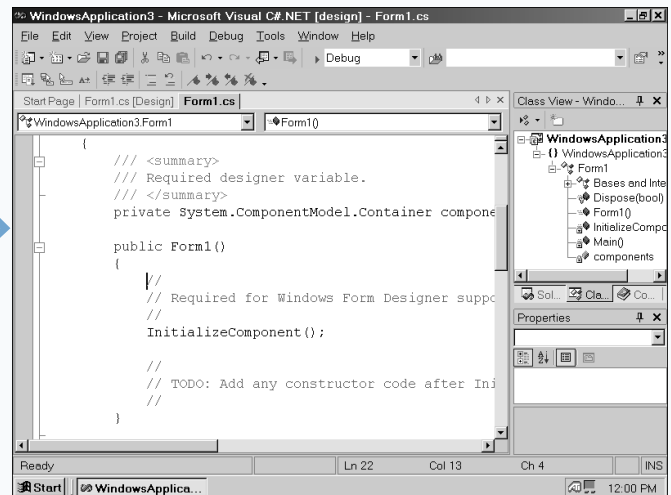 WindowsApplication3 - Microsoft Visual C#.NET [design] - Form1.cs
File Edit View Project Build Debug Tools Window Help
Debug
Start Page Form1.cs [Design] Form1.cs
WindowsApplication3.Form1
Form1()
{
/// <summary>
/// Required designer variable.
/// </summary>
private System.ComponentModel.Container compone
public Form1()
{
//
// Required for Windows Form Designer suppo
//
InitializeComponent();
//
// TODO: Add any constructor code after Ini
//
}
Class View - Windo...
WindowsApplication3
{} WindowsApplication3
Form1
Bases and Inte
Dispose(bool)
Form1()
InitializeCompo
Main()
components
Sol... Cla... Co...
Properties
Ready Ln 22 Col 13 Ch 4 INS
Start WindowsApplica... 12:00 PM